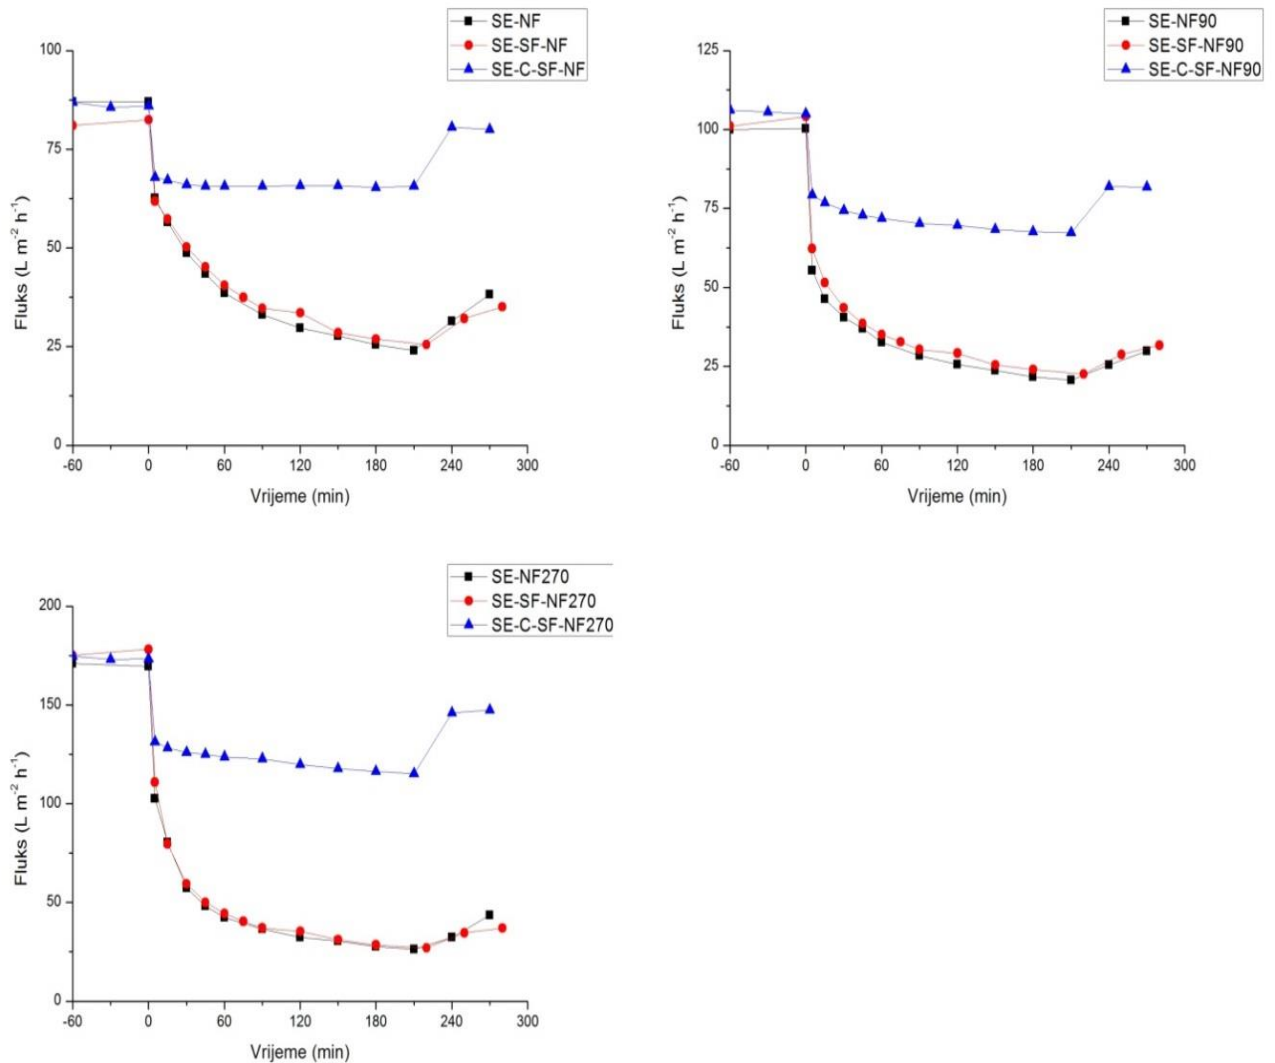 SE-NF
SE-SF-NF
SE-C-SF-NF
100
75
50
25
0
Fluks (L m⁻² h⁻¹)
-60 0 60 120 180 240 300
Vrijeme (min)
SE-NF90
SE-SF-NF90
SE-C-SF-NF90
125
100
75
50
25
0
Fluks (L m⁻² h⁻¹)
-60 0 60 120 180 240 300
Vrijeme (min)
SE-NF270
SE-SF-NF270
SE-C-SF-NF270
200
150
100
50
0
Fluks (L m⁻² h⁻¹)
-60 0 60 120 180 240 300
Vrijeme (min)